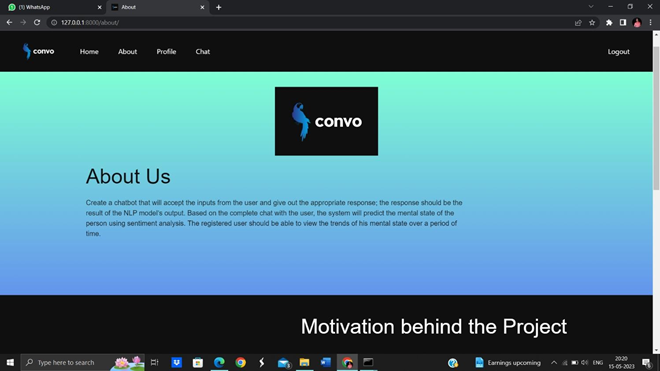 (1) WhatsApp
About
127.0.0.1:8000/about/
convo
Home
About
Profile
Chat
Logout
convo
About Us
Create a chatbot that will accept the inputs from the user and give out the appropriate response; the response should be the
result of the NLP model's output. Based on the complete chat with the user, the system will predict the mental state of the
person using sentiment analysis. The registered user should be able to view the trends of his mental state over a period of
time.
Motivation behind the Project
Type here to search
Earnings upcoming
ENG
20:20
15-05-2023